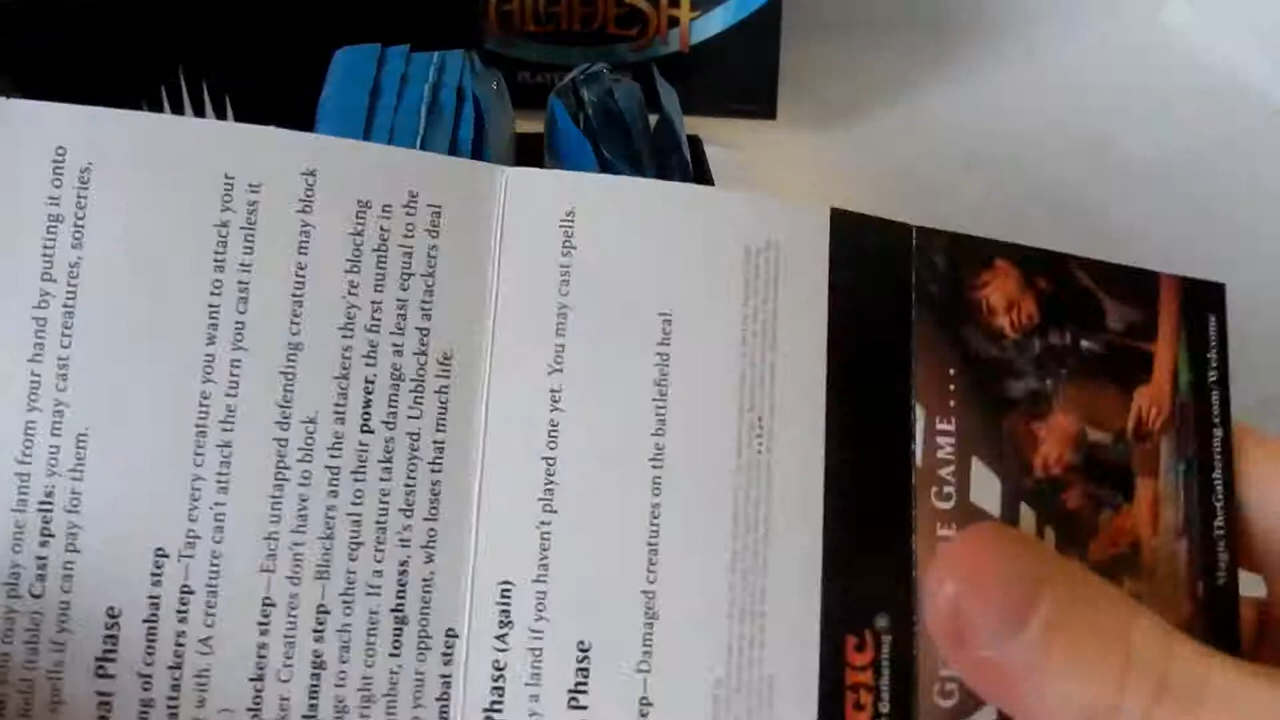 KALADESH
PLAYER'S
may play one land from your hand by putting it onto
field (table). Cast spells: you may cast creatures, sorceries,
spells if you can pay for them.
at Phase
ng of combat step
attackers step—Tap every creature you want to attack your
t with. (A creature can't attack the turn you cast it unless it
)
blockers step—Each untapped defending creature may block
ker. Creatures don't have to block.
damage step—Blockers and the attackers they're blocking
ge to each other equal to their power, the first number in
right corner. If a creature takes damage at least equal to the
mber, toughness, it's destroyed. Unblocked attackers deal
your opponent, who loses that much life.
mbat step
Phase (Again)
y a land if you haven't played one yet. You may cast spells.
Phase
ep—Damaged creatures on the battlefield heal.
GIC
Gathering®
GAME...
MagicTheGathering.com/Welcome